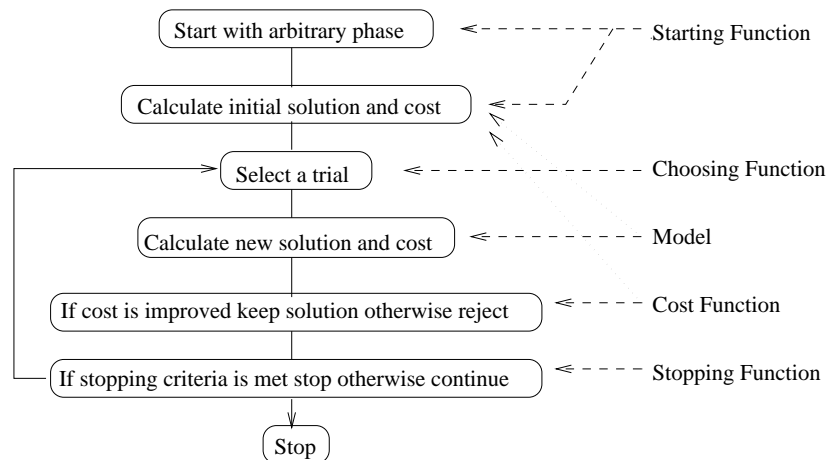 Start with arbitrary phase
Starting Function
Calculate initial solution and cost
Select a trial
Choosing Function
Calculate new solution and cost
Model
If cost is improved keep solution otherwise reject
Cost Function
If stopping criteria is met stop otherwise continue
Stopping Function
Stop